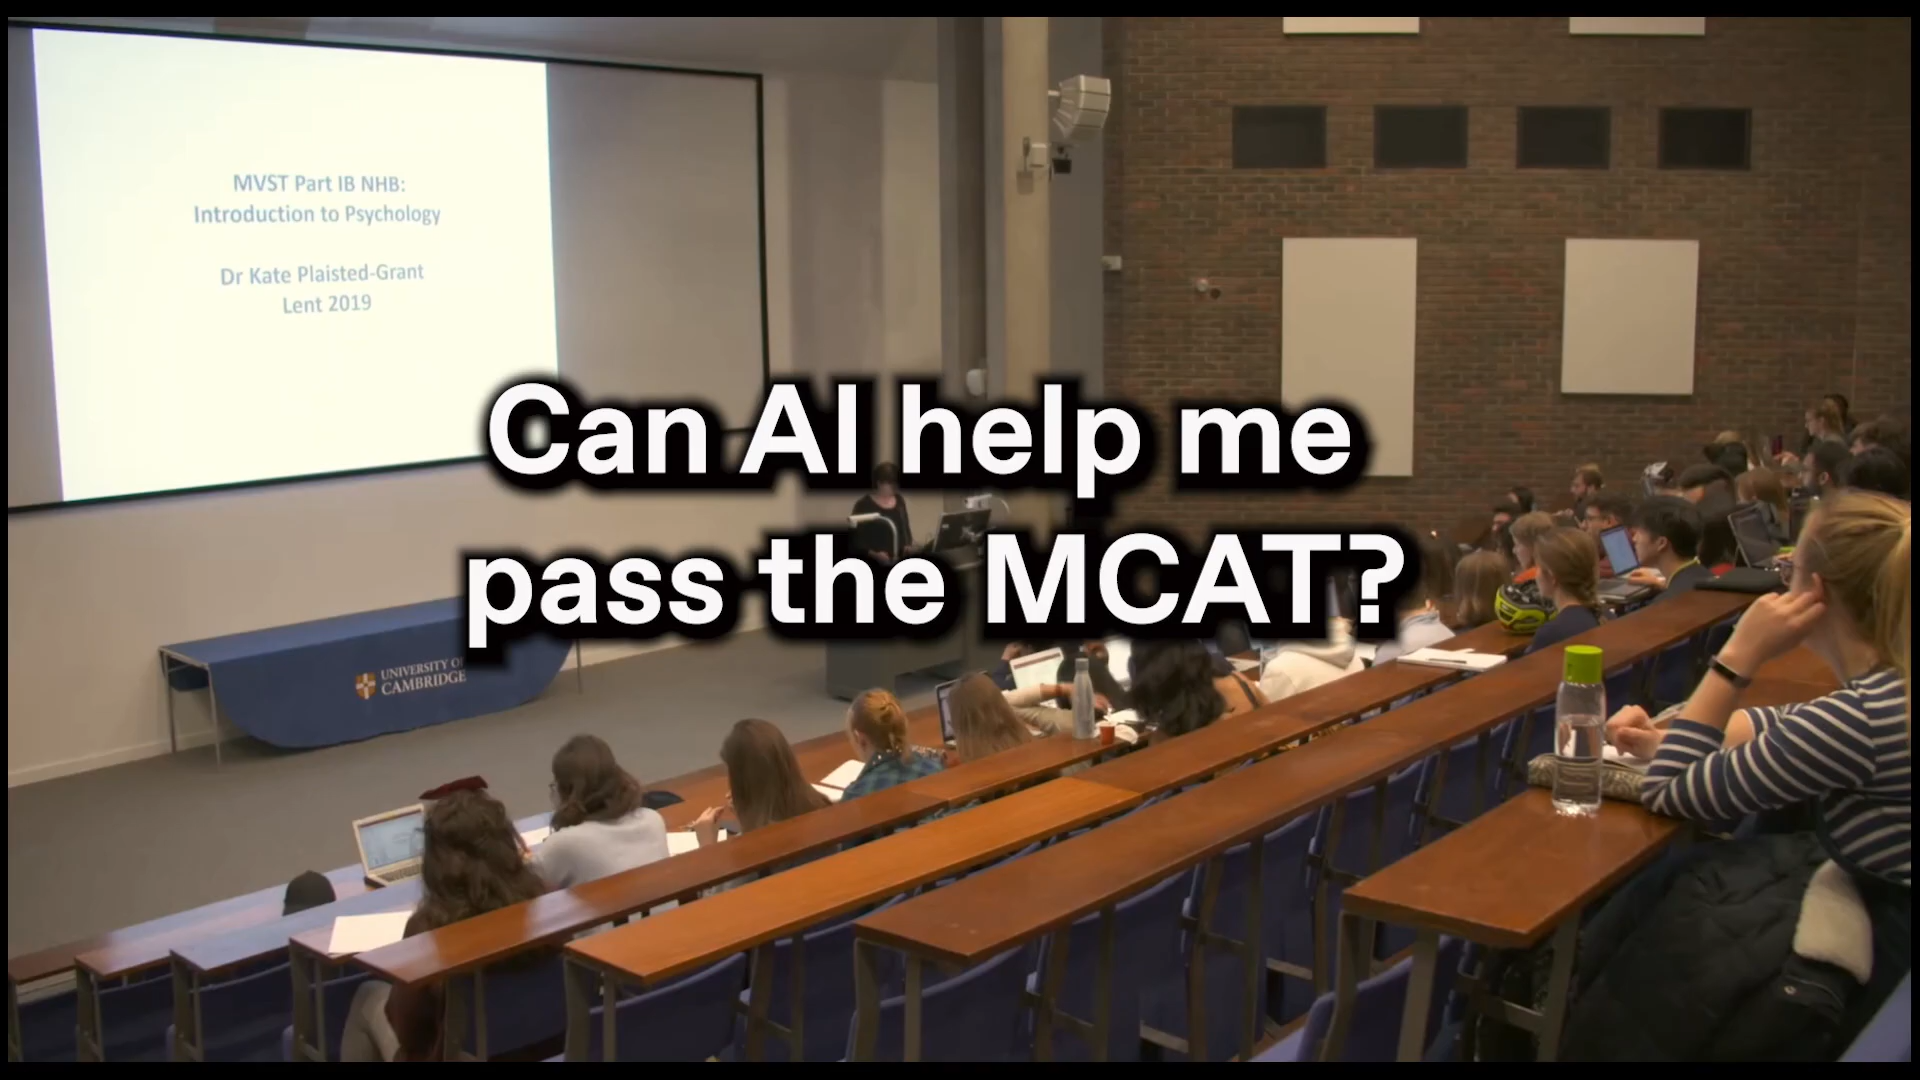 MVST Part IB NHB:
Introduction to Psychology
Dr Kate Plaisted-Grant
Lent 2019
Can AI help me
pass the MCAT?
UNIVERSITY OF
CAMBRIDGE